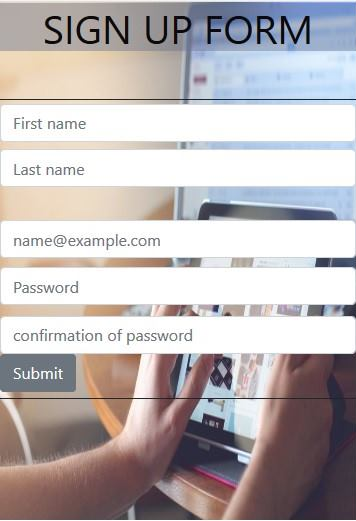 SIGN UP FORM
First name
Last name
name@example.com
Password
confirmation of password
Submit